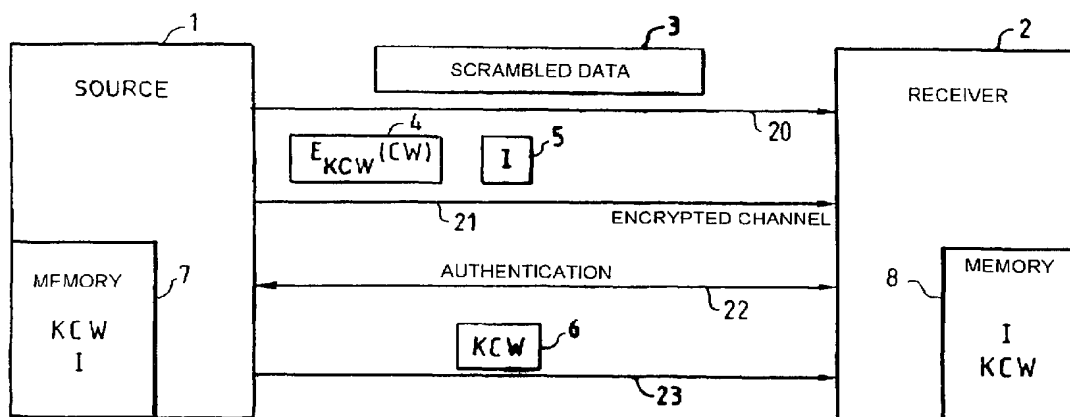 1
3
2
SCRAMBLED DATA
SOURCE
RECEIVER
20
4
5
E KCW (CW)
I
21
ENCRYPTED CHANNEL
MEMORY
7
AUTHENTICATION
8
MEMORY
22
KCW
I
6
KCW
I
KCW
23